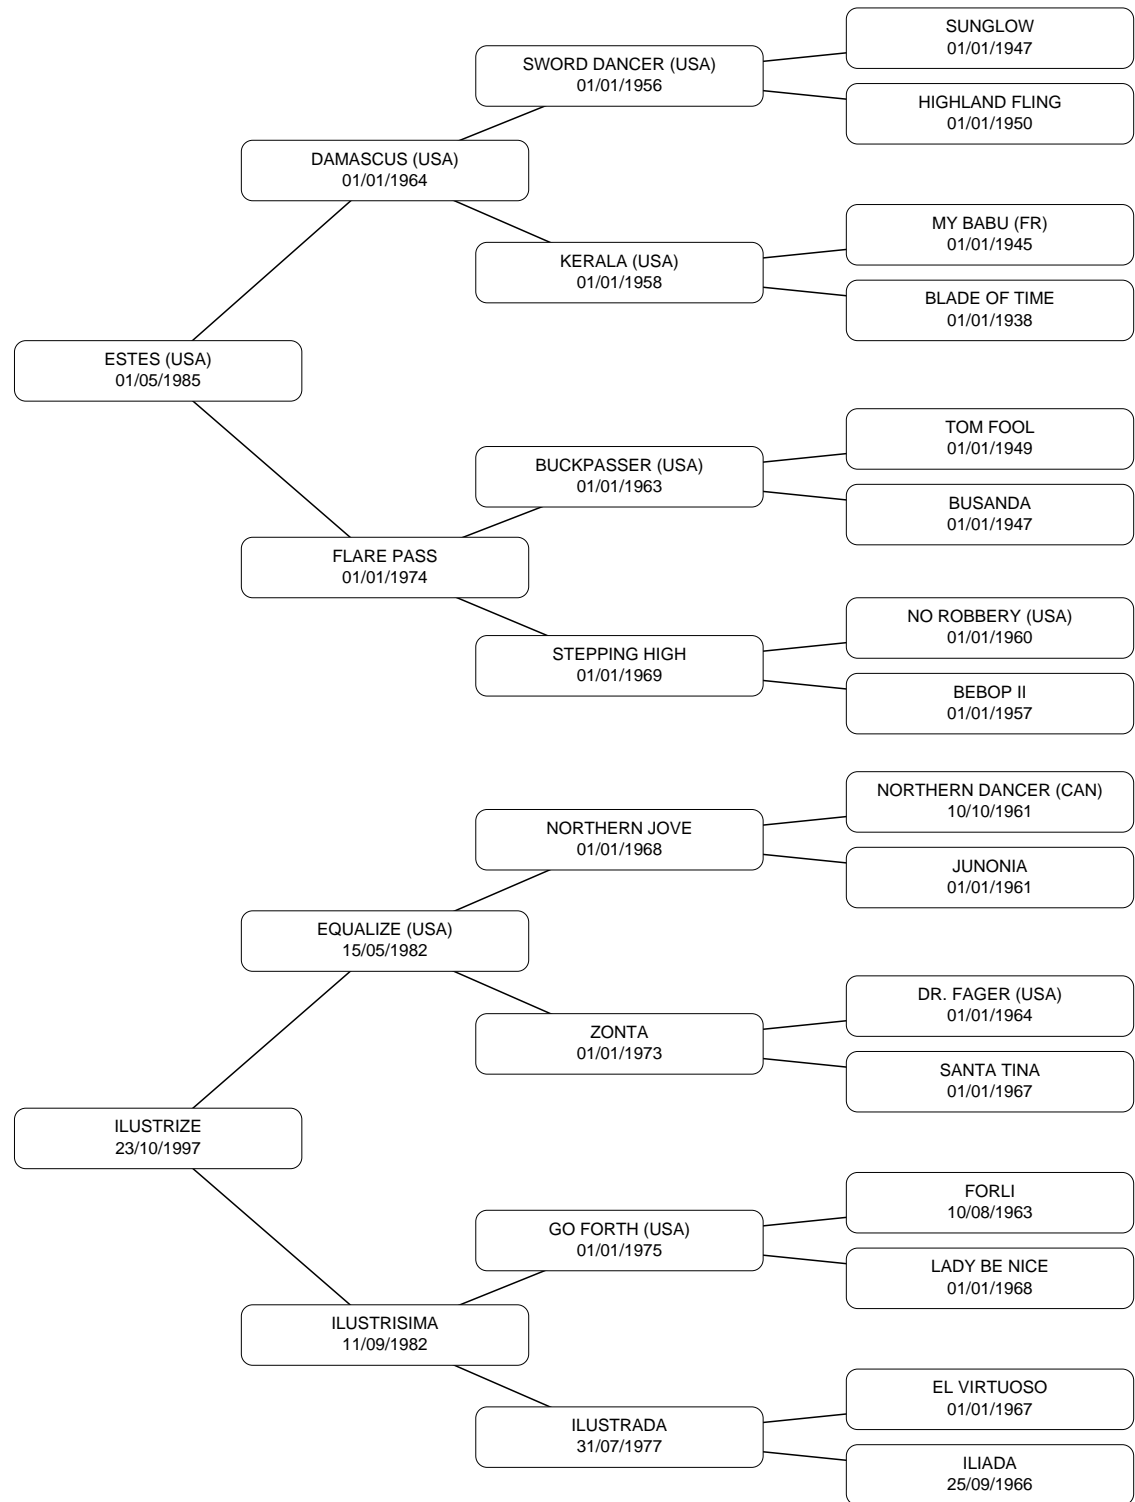 SUNGLOW
01/01/1947
SWORD DANCER (USA)
01/01/1956
HIGHLAND FLING
01/01/1950
DAMASCUS (USA)
01/01/1964
MY BABU (FR)
01/01/1945
KERALA (USA)
01/01/1958
BLADE OF TIME
01/01/1938
ESTES (USA)
01/05/1985
TOM FOOL
01/01/1949
BUCKPASSER (USA)
01/01/1963
BUSANDA
01/01/1947
FLARE PASS
01/01/1974
NO ROBBERY (USA)
01/01/1960
STEPPING HIGH
01/01/1969
BEBOP II
01/01/1957
NORTHERN DANCER (CAN)
10/10/1961
NORTHERN JOVE
01/01/1968
JUNONIA
01/01/1961
EQUALIZE (USA)
15/05/1982
DR. FAGER (USA)
01/01/1964
ZONTA
01/01/1973
SANTA TINA
01/01/1967
ILUSTRIZE
23/10/1997
FORLI
10/08/1963
GO FORTH (USA)
01/01/1975
LADY BE NICE
01/01/1968
ILUSTRISIMA
11/09/1982
EL VIRTUOSO
01/01/1967
ILUSTRADA
31/07/1977
ILIADA
25/09/1966